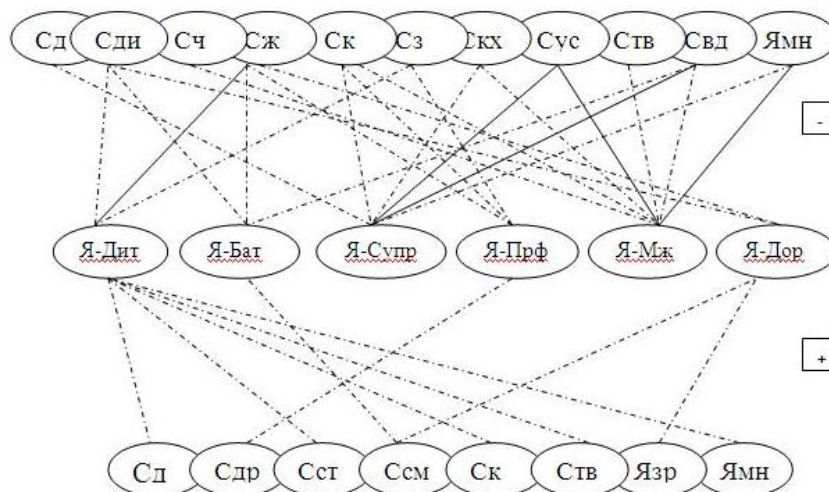 Сд Сди Сч Сж Ск Сз Скх Сус Ств Свд Ямн
-
Я-Дит Я-Бат Я-Супр Я-Прф Я-Мж Я-Дор
+
Сд Сдр Сст Ссм Ск Ств Язр Ямн